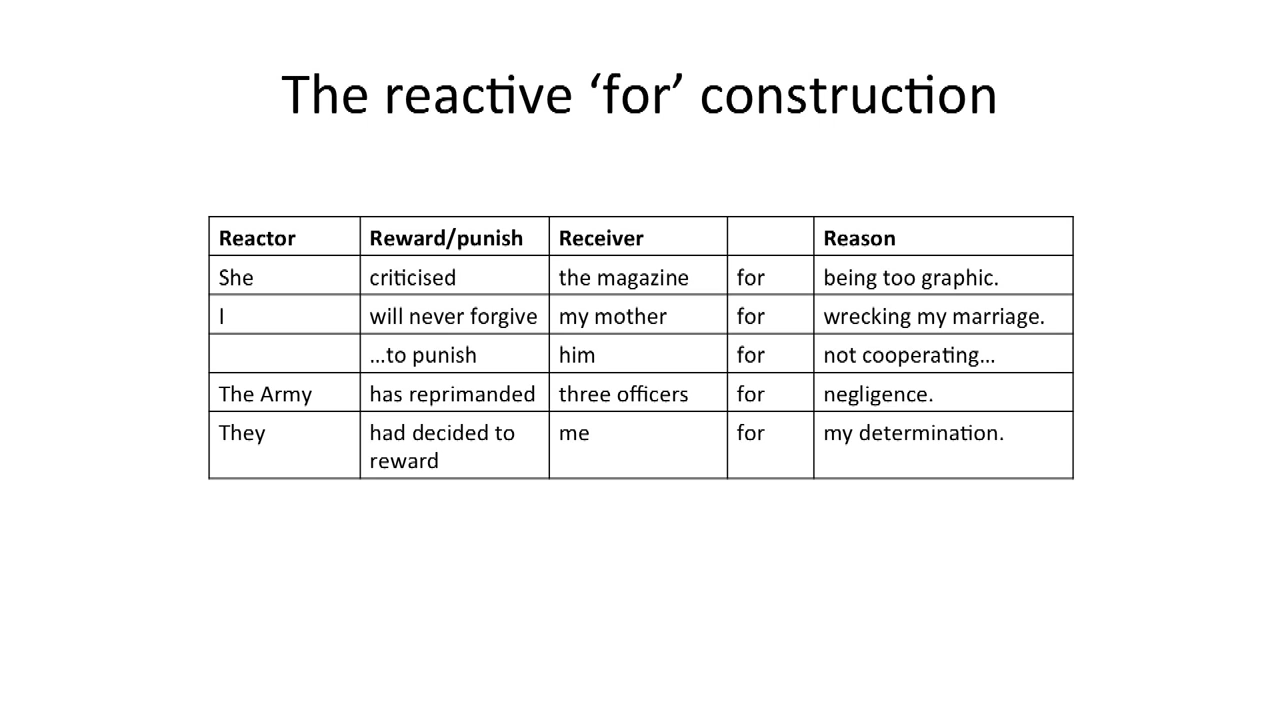 The reactive ‘for’ construction
Reactor Reward/punish Receiver Reason
She criticised the magazine for being too graphic.
I will never forgive my mother for wrecking my marriage.
…to punish him for not cooperating…
The Army has reprimanded three officers for negligence.
They had decided to me for my determination.
reward